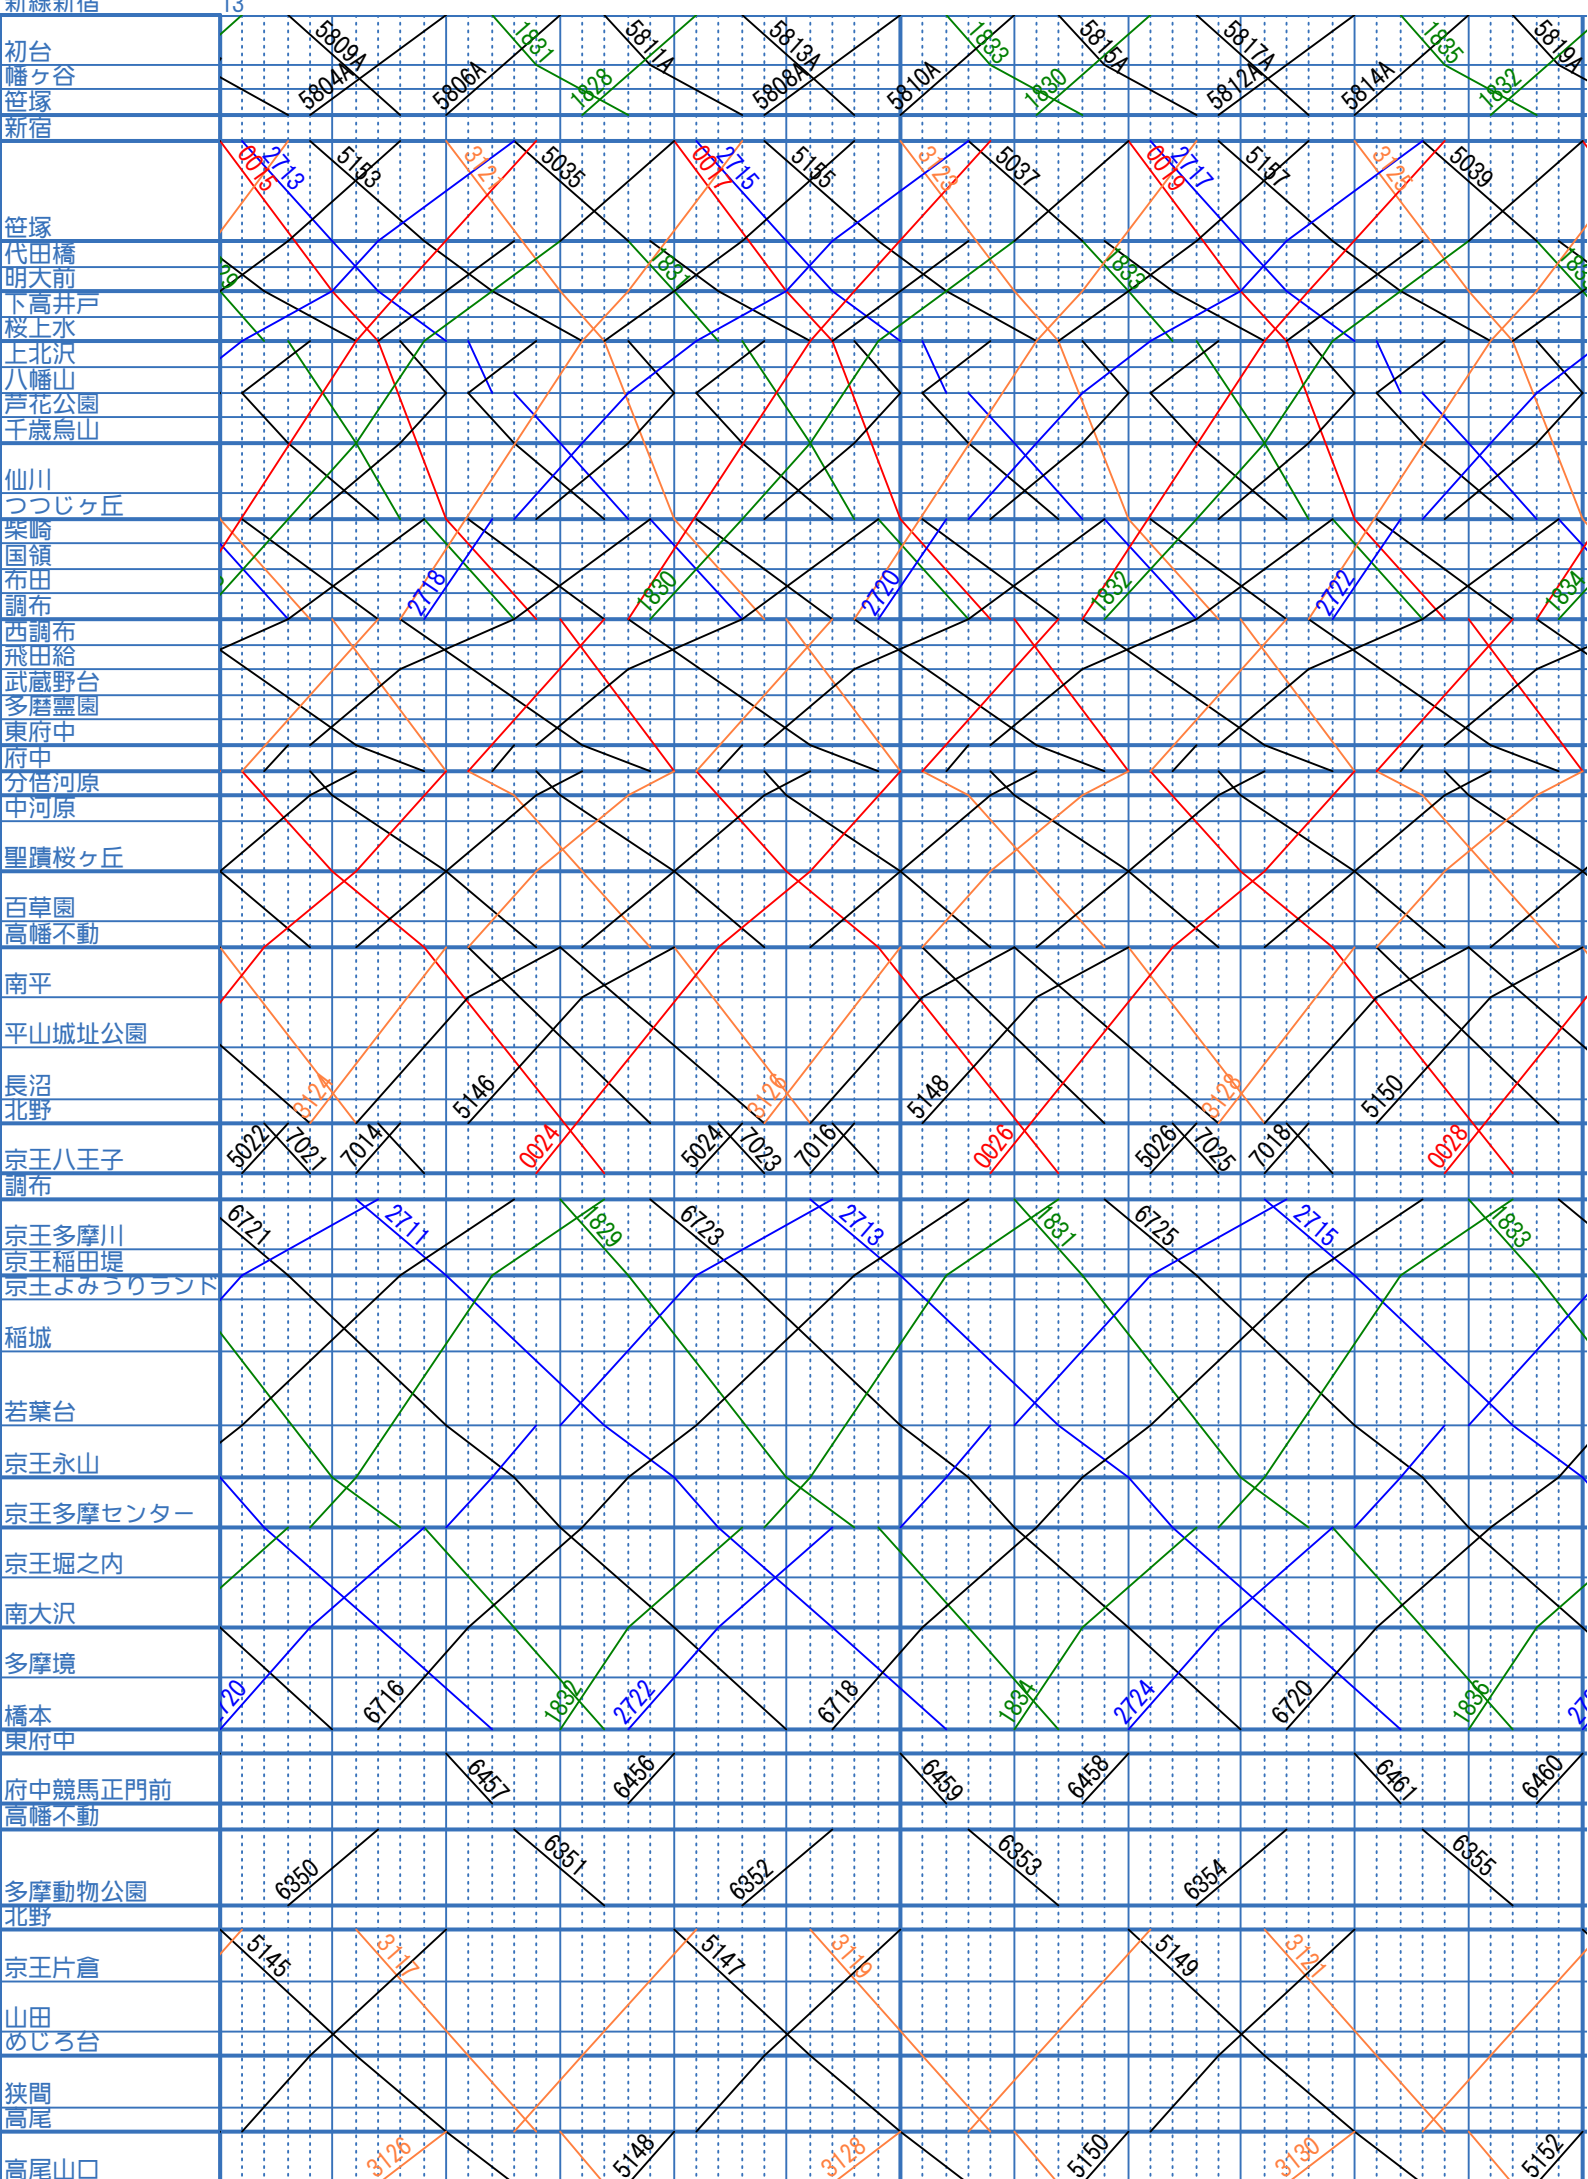 新線新宿 13
初台 5809A 1831 5811A 5813A 1833 5815A 5817A 1835 5819A
幡ヶ谷
笹塚 5804A 5806A 1828 5808A 5810A 1830 5812A 5814A 1832
新宿
0015 2713 5153 3121 5035 0017 2715 5155 3123 5037 0019 2717 5157 3125 5039
笹塚
代田橋
明大前 29 1831 1833
下高井戸
桜上水
上北沢
八幡山
芦花公園
千歳烏山
仙川
つつじヶ丘
柴崎
国領
布田
調布 2718 1830 2720 1832 2722 1834
西調布
飛田給
武蔵野台
多磨霊園
東府中
府中
分倍河原
中河原
聖蹟桜ヶ丘
百草園
高幡不動
南平
平山城址公園
長沼
北野 3124 5146 3126 5148 3128 5150
京王八王子 5022 7021 7014 0024 5024 7023 7016 0026 5026 7025 7018 0028
調布
京王多摩川 6721 2711 1829 6723 2713 1831 6725 2715 1833
京王稲田堤
京王よみうりランド
稲城
若葉台
京王永山
京王多摩センター
京王堀之内
南大沢
多摩境
橋本 6716 1832 2722 6718 1834 2724 6720 1836
東府中
府中競馬正門前 6457 6456 6459 6458 6461 6460
高幡不動
多摩動物公園 6350 6351 6352 6353 6354 6355
北野
京王片倉 5145 3117 5147 3119 5149 3121
山田
めじろ台
狭間
高尾
高尾山口 3126 5148 3128 5150 3130 5152